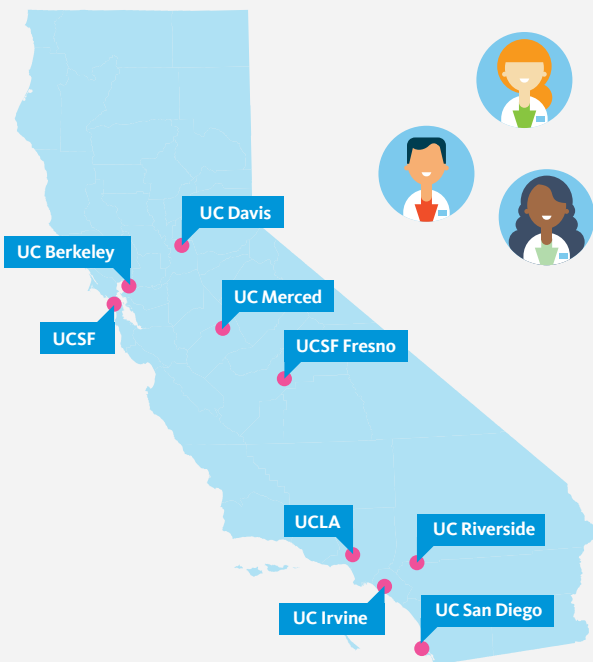 UC Davis
UC Berkeley
UC Merced
UCSF
UCSF Fresno
UCLA
UC Riverside
UC Irvine
UC San Diego